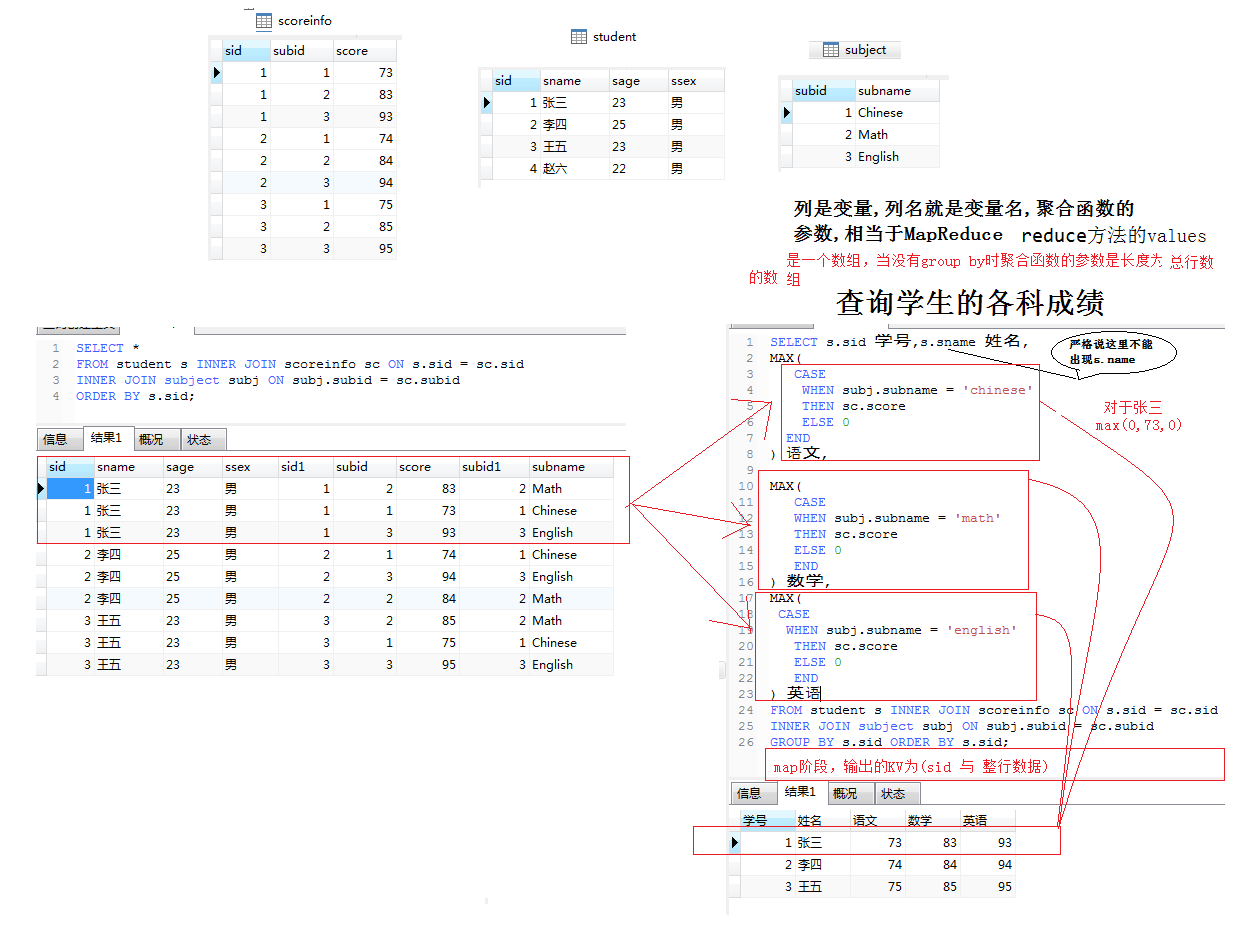 scoreinfo
sid subid score
1 1 73
1 2 83
1 3 93
2 1 74
2 2 84
2 3 94
3 1 75
3 2 85
3 3 95
student
sid sname sage ssex
1 张三 23 男
2 李四 25 男
3 王五 23 男
4 赵六 22 男
subject
subid subname
1 Chinese
2 Math
3 English
列是变量,列名就是变量名,聚合函数的
参数,相当于MapReduce reduce方法的values
是一个数组，当没有group by时聚合函数的参数是长度为 总行数
的数 组
查询学生的各科成绩
1 SELECT *
2 FROM student s INNER JOIN scoreinfo sc ON s.sid = sc.sid
3 INNER JOIN subject subj ON subj.subid = sc.subid
4 ORDER BY s.sid;
信息 结果1 概况 状态
sid sname sage ssex sid1 subid score subid1 subname
1 张三 23 男 1 2 83 2 Math
1 张三 23 男 1 1 73 1 Chinese
1 张三 23 男 1 3 93 3 English
2 李四 25 男 2 1 74 1 Chinese
2 李四 25 男 2 3 94 3 English
2 李四 25 男 2 2 84 2 Math
3 王五 23 男 3 2 85 2 Math
3 王五 23 男 3 1 75 1 Chinese
3 王五 23 男 3 3 95 3 English
1 SELECT s.sid 学号,s.sname 姓名,
2 MAX(
3 CASE
4 WHEN subj.subname = 'chinese'
5 THEN sc.score
6 ELSE 0
7 END
8 ) 语文,
9
10 MAX(
11 CASE
12 WHEN subj.subname = 'math'
13 THEN sc.score
14 ELSE 0
15 END
16 ) 数学,
17 MAX(
18 CASE
19 WHEN subj.subname = 'english'
20 THEN sc.score
21 ELSE 0
22 END
23 ) 英语
24 FROM student s INNER JOIN scoreinfo sc ON s.sid = sc.sid
25 INNER JOIN subject subj ON subj.subid = sc.subid
26 GROUP BY s.sid ORDER BY s.sid;
严格说这里不能
出现s.name
对于张三
max(0,73,0)
map阶段，输出的KV为(sid 与 整行数据)
信息 结果1 概况 状态
学号 姓名 语文 数学 英语
1 张三 73 83 93
2 李四 74 84 94
3 王五 75 85 95